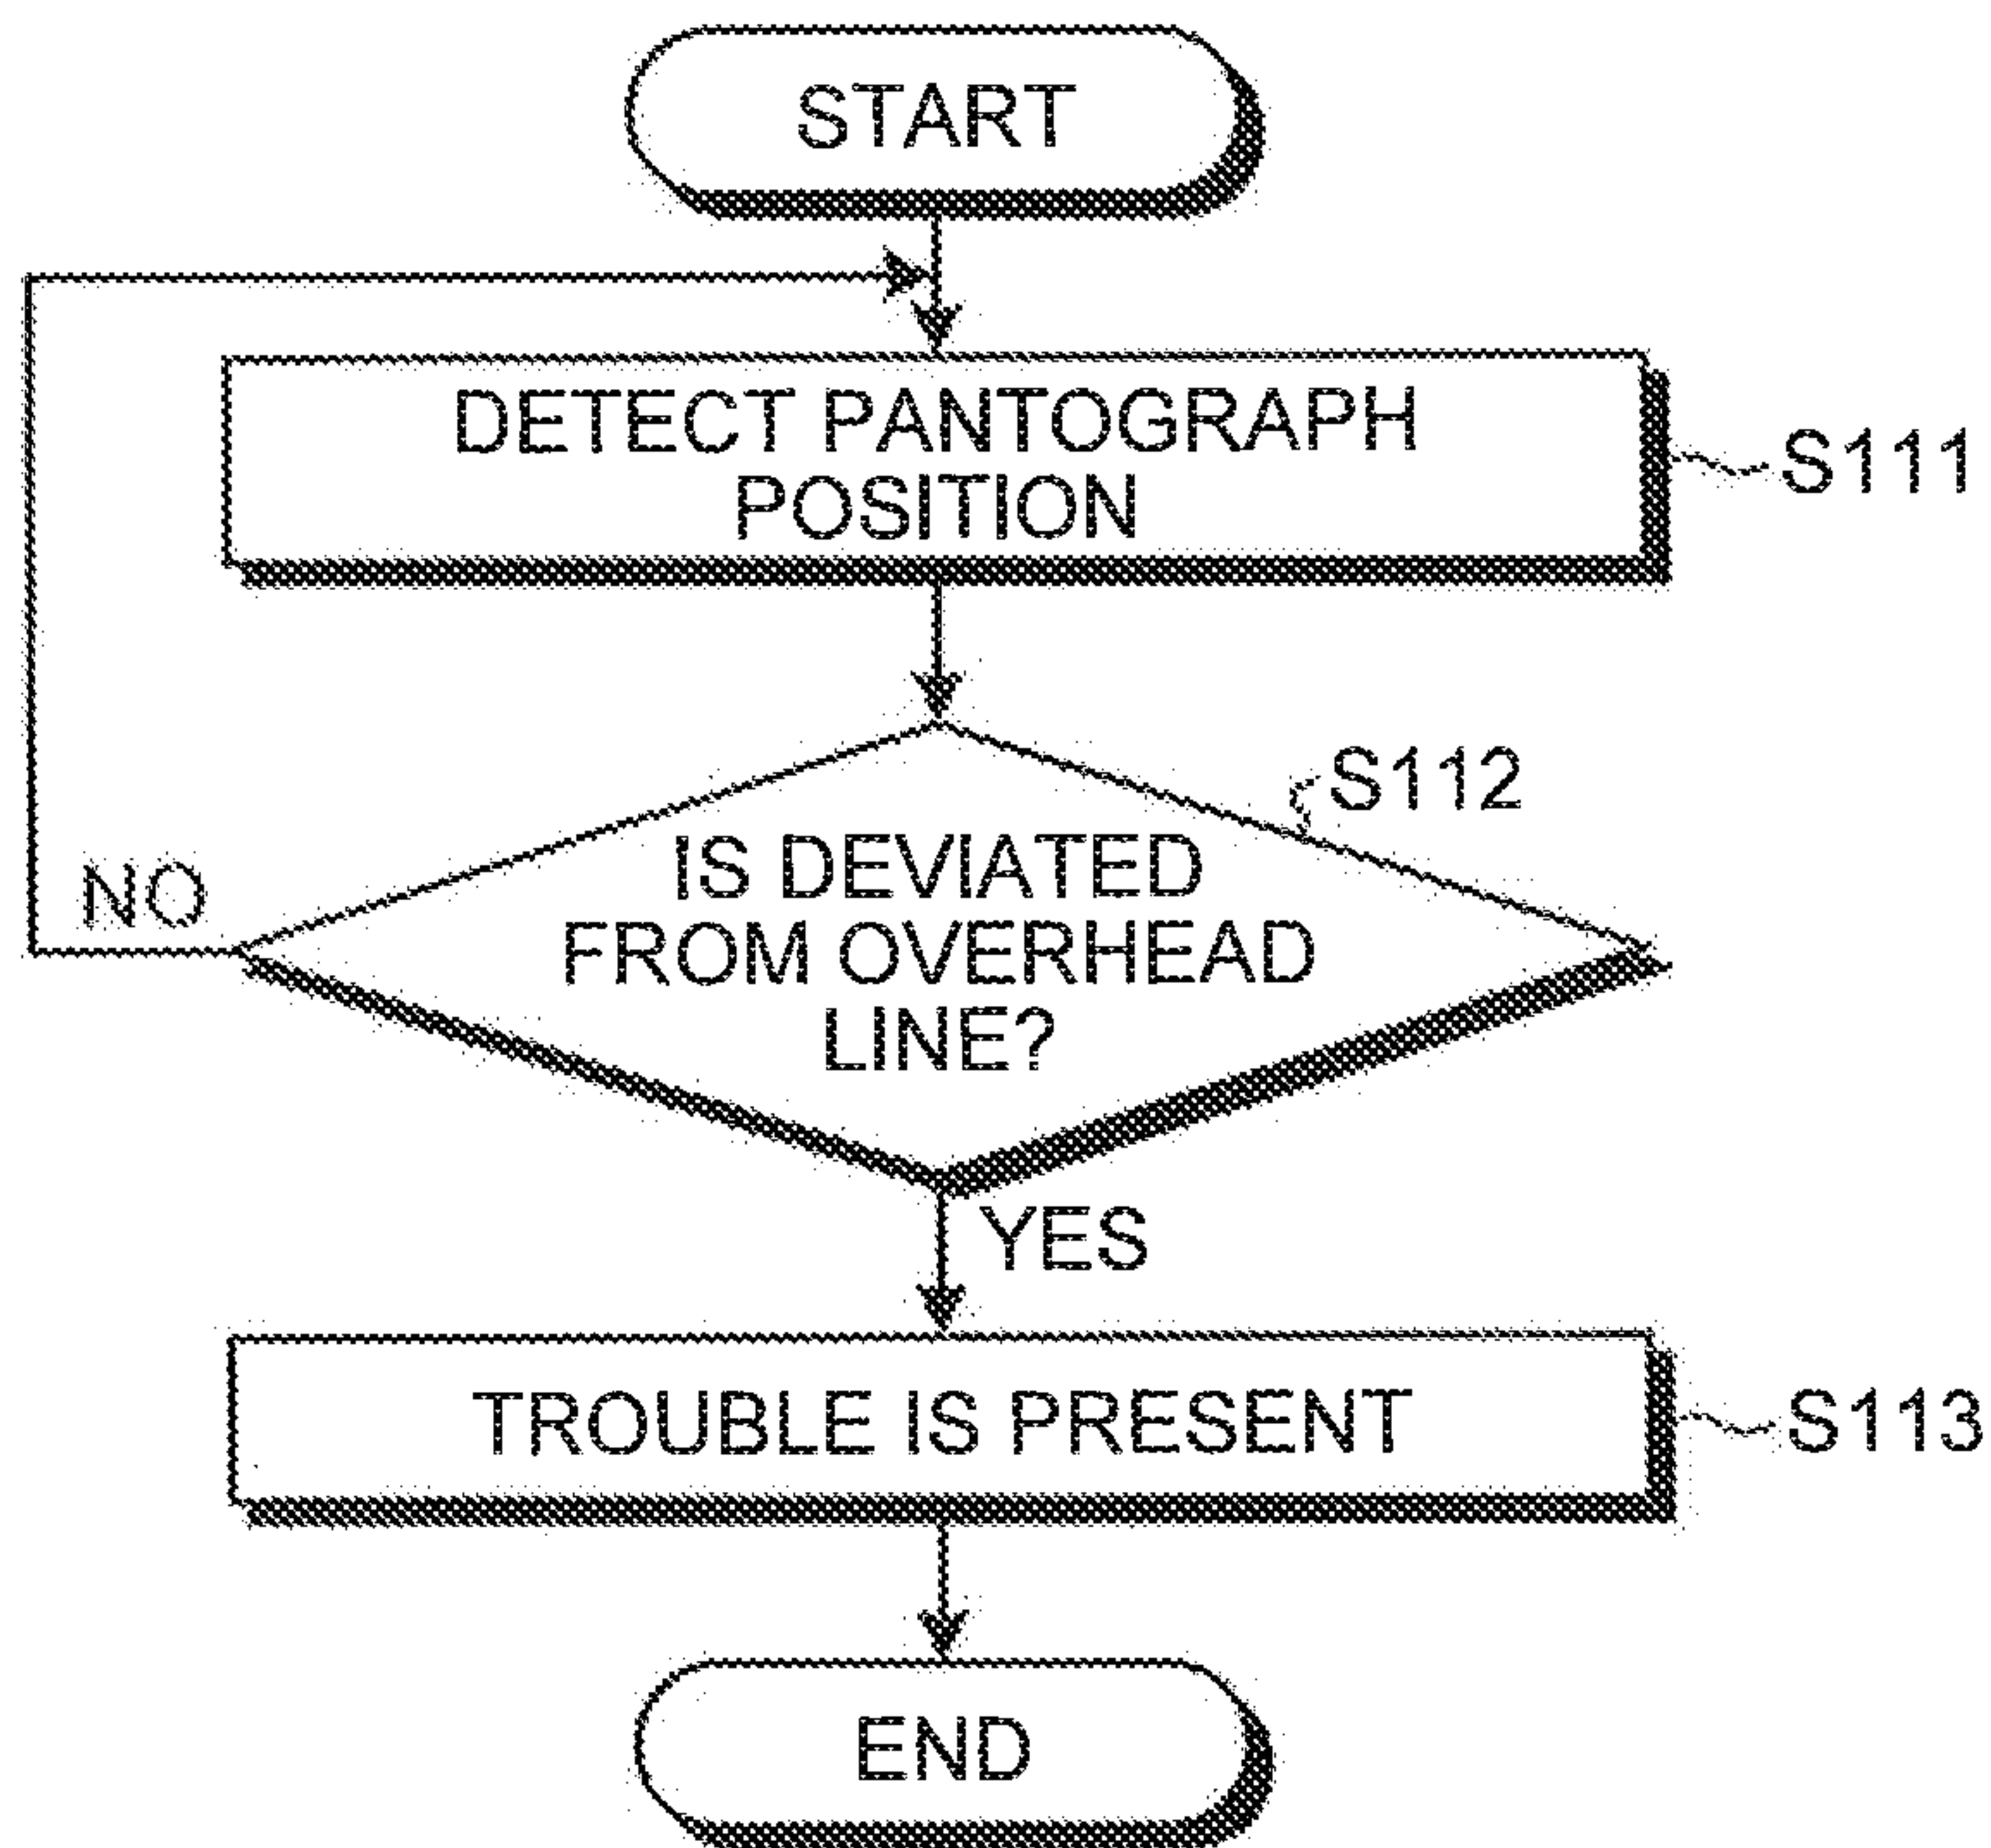 START
DETECT PANTOGRAPH
POSITION
S111
S112
IS DEVIATED
FROM OVERHEAD
LINE?
NO
YES
TROUBLE IS PRESENT
S113
END